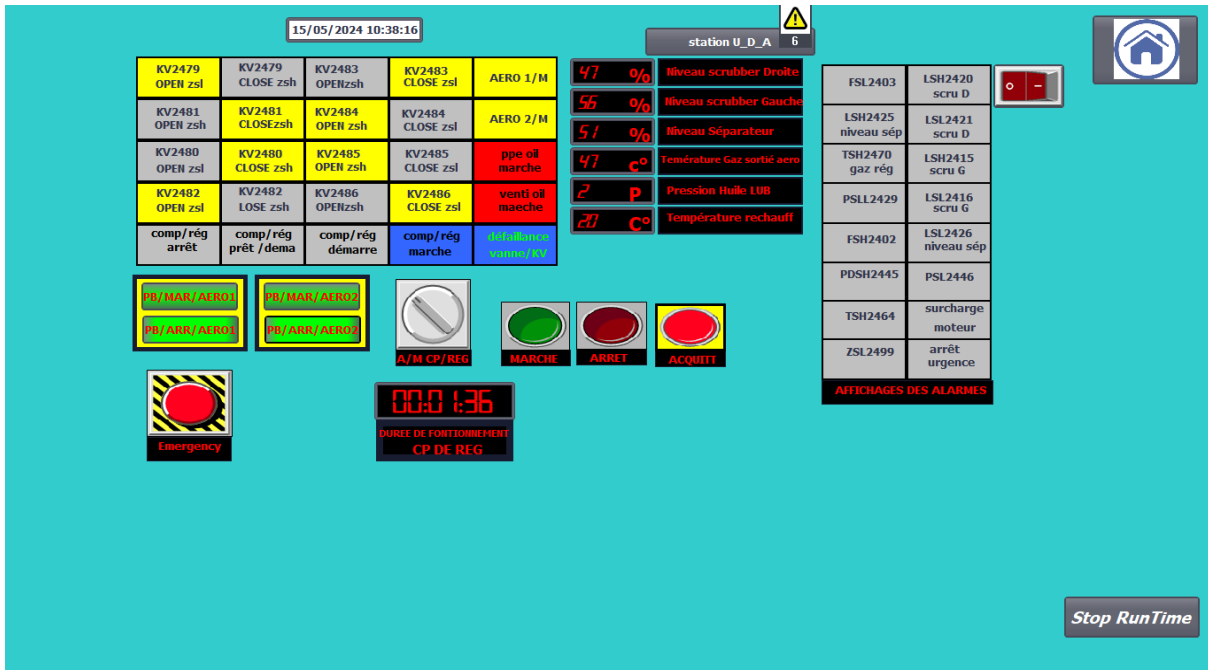 15/05/2024 10:38:16
station U_D_A 6
KV2479
OPEN zsl
KV2479
CLOSE zsh
KV2483
OPENzsh
KV2483
CLOSE zsl
AERO 1/M
KV2481
OPEN zsh
KV2481
CLOSEzsh
KV2484
OPEN zsh
KV2484
CLOSE zsl
AERO 2/M
KV2480
OPEN zsl
KV2480
CLOSE zsh
KV2485
OPEN zsh
KV2485
CLOSE zsl
ppe oil
marche
KV2482
OPEN zsl
KV2482
LOSE zsh
KV2486
OPENzsh
KV2486
CLOSE zsl
venti oil
maeche
comp/rég
arrêt
comp/rég
prêt /dema
comp/rég
démarre
comp/rég
marche
défaillance
vanne/KV
47 % Niveau scrubber Droite
56 % Niveau scrubber Gauche
51 % Niveau Séparateur
47 c° Temérature Gaz sortié aero
2 P Pression Huile LUB
20 C° Température rechauff
FSL2403
LSH2420
scru D
LSH2425
niveau sép
LSL2421
scru D
TSH2470
gaz rég
LSH2415
scru G
PSLL2429
LSL2416
scru G
FSH2402
LSL2426
niveau sép
PDSH2445
PSL2446
TSH2464
surcharge
moteur
ZSL2499
arrêt
urgence
AFFICHAGES DES ALARMES
PB/MAR/AERO1
PB/ARR/AERO1
PB/MAR/AERO2
PB/ARR/AERO2
A/M CP/REG
MARCHE
ARRET
ACQUITT
Emergency
00:01:36
DUREE DE FONTIONNEMENT
CP DE REG
Stop RunTime